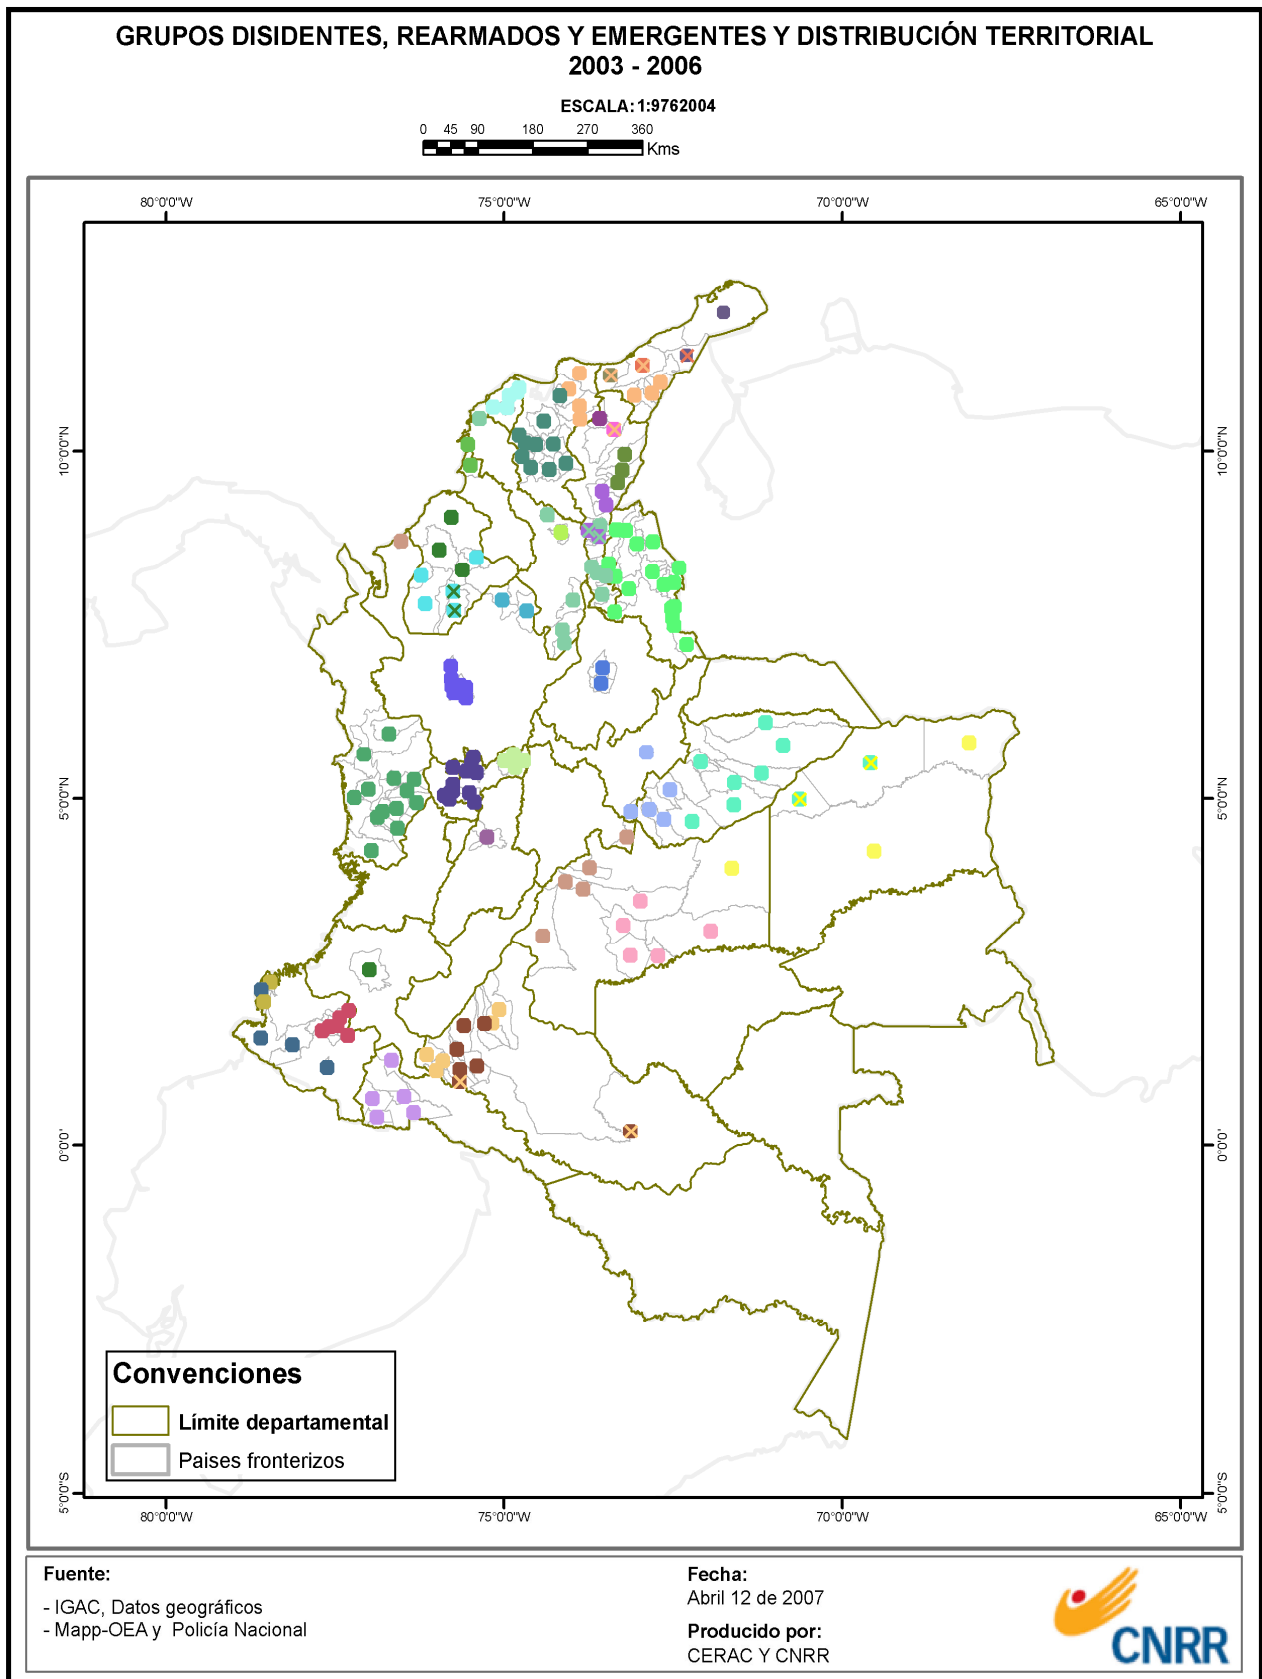 GRUPOS DISIDENTES, REARMADOS Y EMERGENTES Y DISTRIBUCIÓN TERRITORIAL
2003 - 2006
ESCALA: 1:9762004
0 45 90 180 270 360
Kms
80°0'0"W 75°0'0"W 70°0'0"W 65°0'0"W
10°0'0"N 10°0'0"N
5°0'0"N 5°0'0"N
0°0'0" 0°0'0"
5°0'0"S 5°0'0"S
Convenciones
Límite departamental
Paises fronterizos
80°0'0"W 75°0'0"W 70°0'0"W 65°0'0"W
Fuente:
- IGAC, Datos geográficos
- Mapp-OEA y Policía Nacional
Fecha:
Abril 12 de 2007
Producido por:
CERAC Y CNRR
CNRR